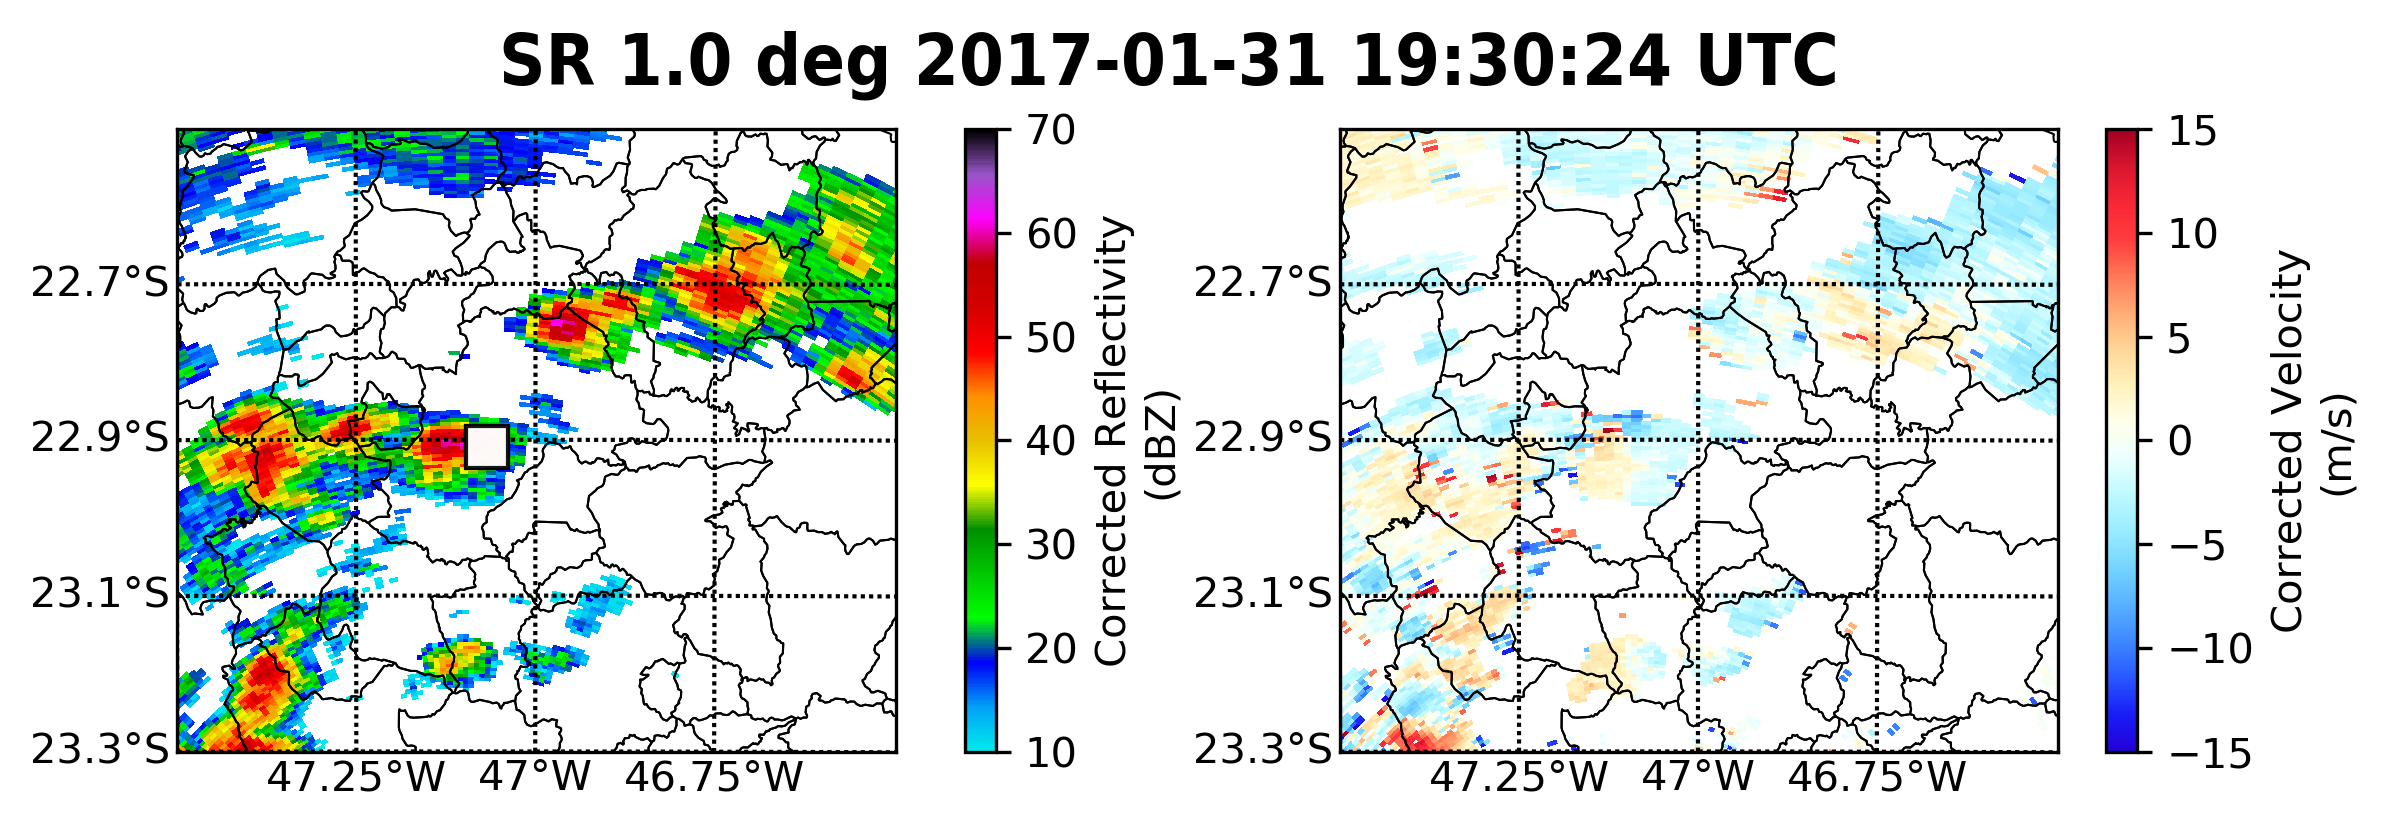 SR 1.0 deg 2017-01-31 19:30:24 UTC
22.7°S
22.9°S
23.1°S
23.3°S
47.25°W 47°W 46.75°W
70
60
50
40
30
20
10
Corrected Reflectivity
(dBZ)
22.7°S
22.9°S
23.1°S
23.3°S
47.25°W 47°W 46.75°W
15
10
5
0
−5
−10
−15
Corrected Velocity
(m/s)